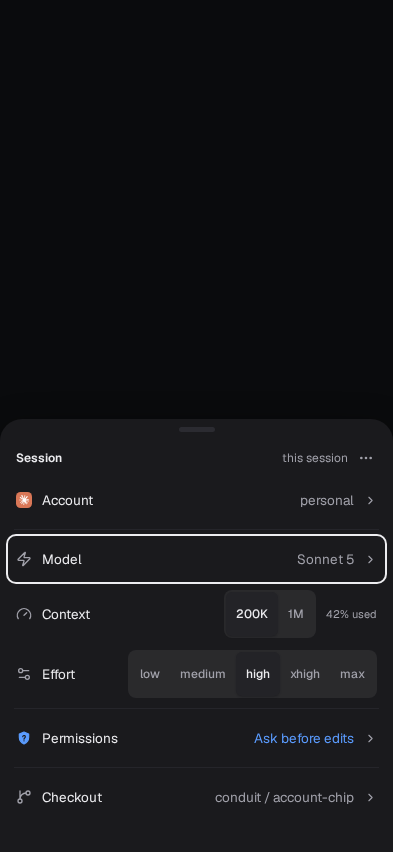 Session this session
Account personal
Model Sonnet 5
Context 200K 1M 42% used
Effort low medium high xhigh max
Permissions Ask before edits
Checkout conduit / account-chip